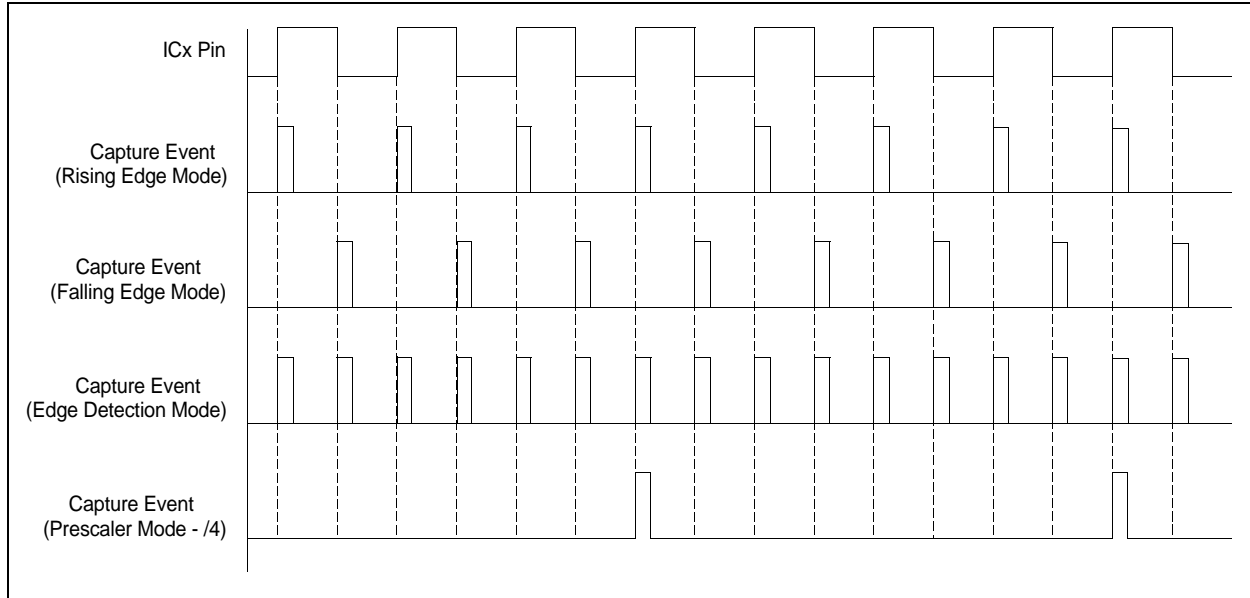 ICx Pin
Capture Event
(Rising Edge Mode)
Capture Event
(Falling Edge Mode)
Capture Event
(Edge Detection Mode)
Capture Event
(Prescaler Mode - /4)